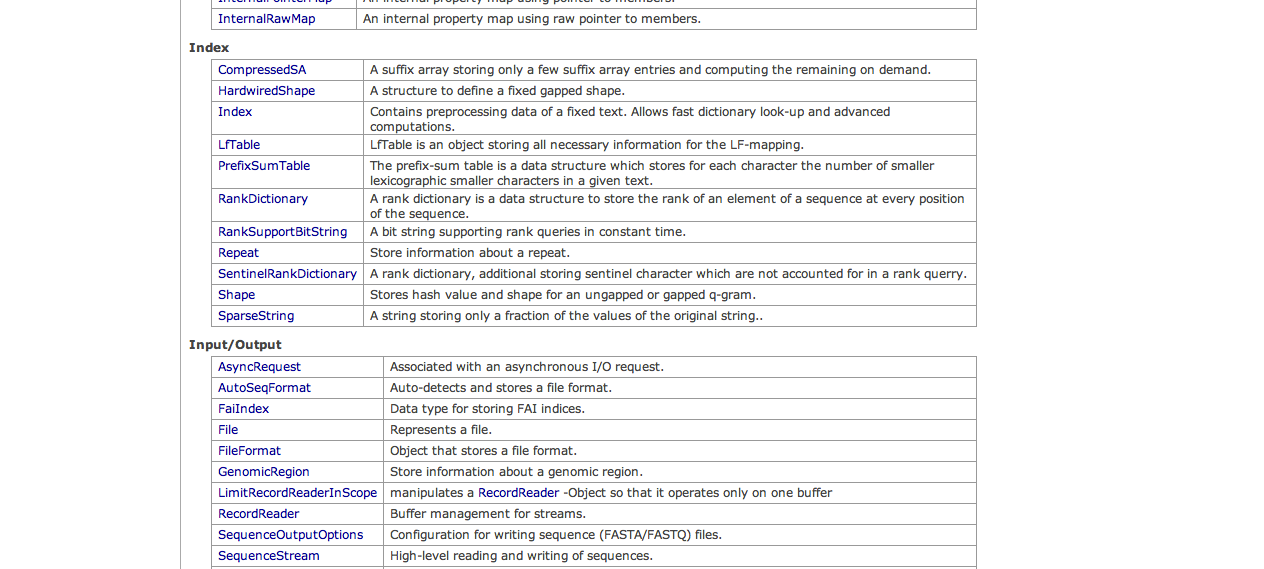 InternalPointerMap An internal property map using pointer to members.
InternalRawMap An internal property map using raw pointer to members.
Index
CompressedSA A suffix array storing only a few suffix array entries and computing the remaining on demand.
HardwiredShape A structure to define a fixed gapped shape.
Index Contains preprocessing data of a fixed text. Allows fast dictionary look-up and advanced
computations.
LfTable LfTable is an object storing all necessary information for the LF-mapping.
PrefixSumTable The prefix-sum table is a data structure which stores for each character the number of smaller
lexicographic smaller characters in a given text.
RankDictionary A rank dictionary is a data structure to store the rank of an element of a sequence at every position
of the sequence.
RankSupportBitString A bit string supporting rank queries in constant time.
Repeat Store information about a repeat.
SentinelRankDictionary A rank dictionary, additional storing sentinel character which are not accounted for in a rank querry.
Shape Stores hash value and shape for an ungapped or gapped q-gram.
SparseString A string storing only a fraction of the values of the original string..
Input/Output
AsyncRequest Associated with an asynchronous I/O request.
AutoSeqFormat Auto-detects and stores a file format.
FaiIndex Data type for storing FAI indices.
File Represents a file.
FileFormat Object that stores a file format.
GenomicRegion Store information about a genomic region.
LimitRecordReaderInScope manipulates a RecordReader -Object so that it operates only on one buffer
RecordReader Buffer management for streams.
SequenceOutputOptions Configuration for writing sequence (FASTA/FASTQ) files.
SequenceStream High-level reading and writing of sequences.